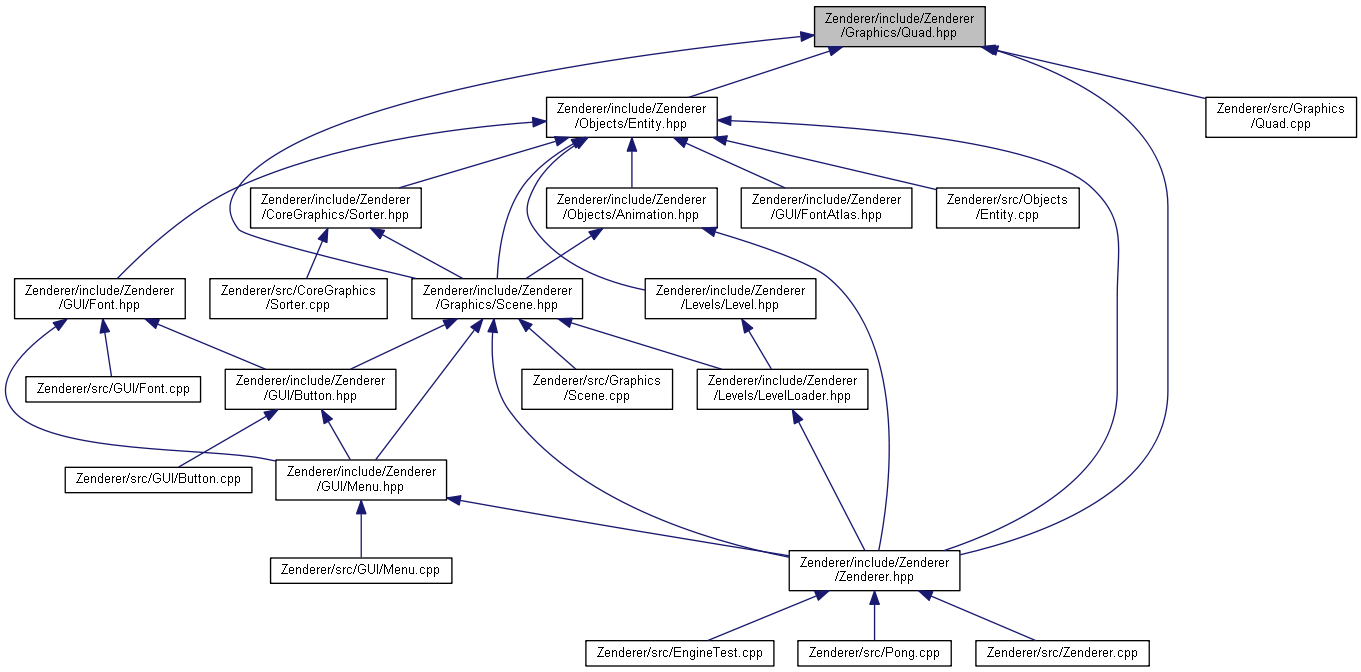 Zenderer/include/Zenderer
/Graphics/Quad.hpp
Zenderer/include/Zenderer
/Objects/Entity.hpp
Zenderer/src/Graphics
/Quad.cpp
Zenderer/include/Zenderer
/CoreGraphics/Sorter.hpp
Zenderer/include/Zenderer
/Objects/Animation.hpp
Zenderer/include/Zenderer
/GUI/FontAtlas.hpp
Zenderer/src/Objects
/Entity.cpp
Zenderer/include/Zenderer
/GUI/Font.hpp
Zenderer/src/CoreGraphics
/Sorter.cpp
Zenderer/include/Zenderer
/Graphics/Scene.hpp
Zenderer/include/Zenderer
/Levels/Level.hpp
Zenderer/src/GUI/Font.cpp
Zenderer/include/Zenderer
/GUI/Button.hpp
Zenderer/src/Graphics
/Scene.cpp
Zenderer/include/Zenderer
/Levels/LevelLoader.hpp
Zenderer/src/GUI/Button.cpp
Zenderer/include/Zenderer
/GUI/Menu.hpp
Zenderer/src/GUI/Menu.cpp
Zenderer/include/Zenderer
/Zenderer.hpp
Zenderer/src/EngineTest.cpp
Zenderer/src/Pong.cpp
Zenderer/src/Zenderer.cpp